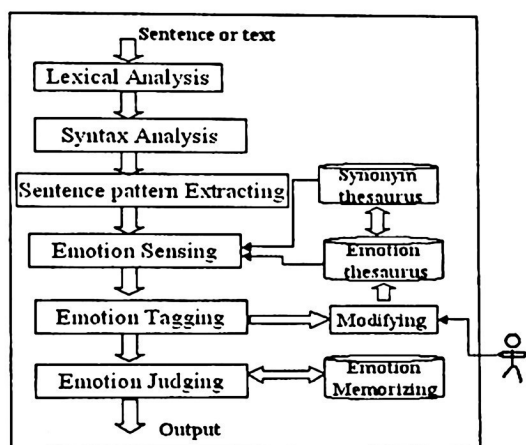 Sentence or text
Lexical Analysis
Syntax Analysis
Sentence pattern Extracting
Synonym
thesaurus
Emotion Sensing
Emotion
thesaurus
Emotion Tagging
Modifying
Emotion Judging
Emotion
Memorizing
Output